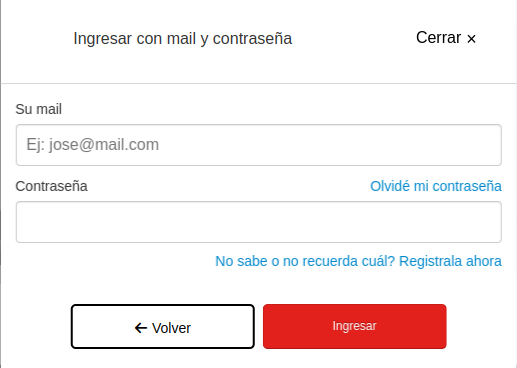 Ingresar con mail y contraseña
Cerrar ×
Su mail
Ej: jose@mail.com
Contraseña
Olvidé mi contraseña
No sabe o no recuerda cuál? Registrala ahora
← Volver
Ingresar